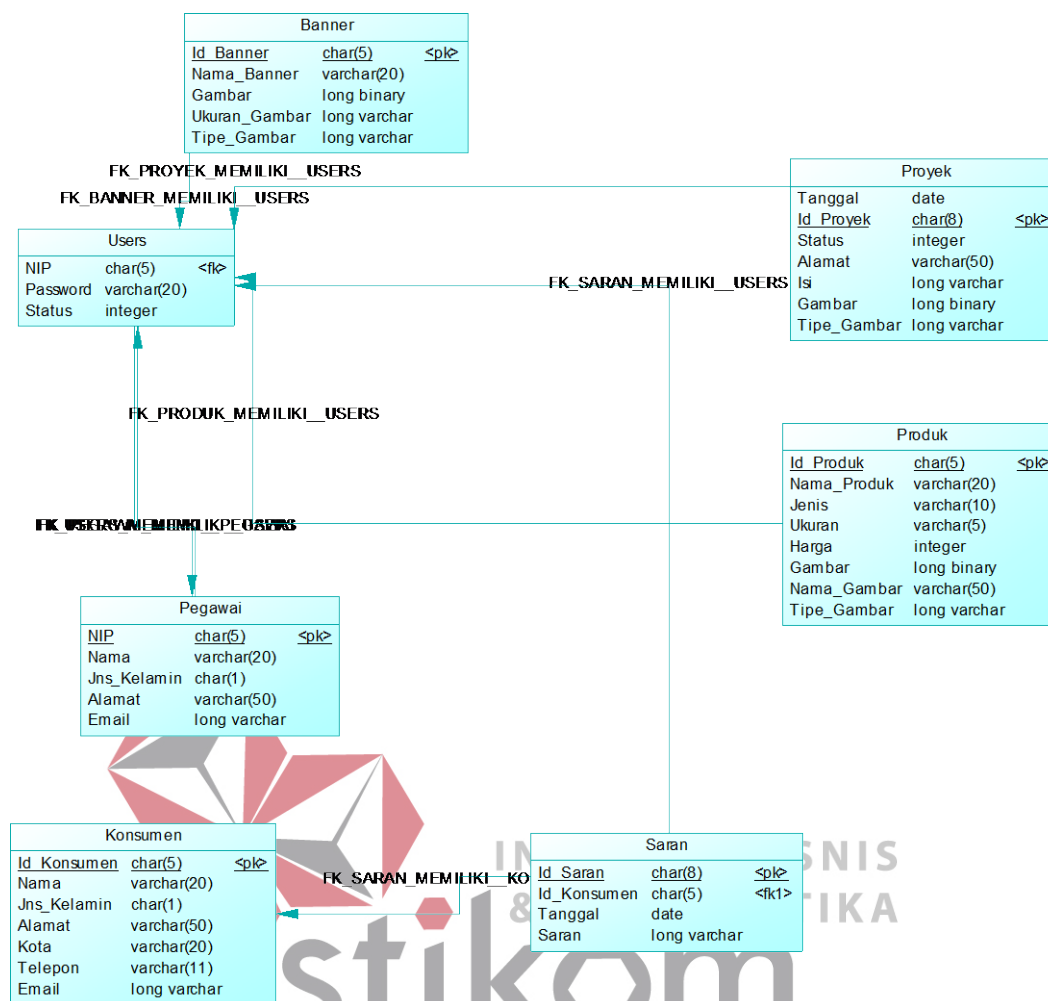 Banner
Id_Banner char(5) <pk>
Nama_Banner varchar(20)
Gambar long binary
Ukuran_Gambar long varchar
Tipe_Gambar long varchar
FK_PROYEK_MEMILIKI__USERS
FK_BANNER_MEMILIKI__USERS
Proyek
Tanggal date
Id_Proyek char(8) <pk>
Status integer
Alamat varchar(50)
Isi long varchar
Gambar long binary
Tipe_Gambar long varchar
Users
NIP char(5) <fk>
Password varchar(20)
Status integer
FK_SARAN_MEMILIKI__USERS
FK_PRODUK_MEMILIKI__USERS
Produk
Id_Produk char(5) <pk>
Nama_Produk varchar(20)
Jenis varchar(10)
Ukuran varchar(5)
Harga integer
Gambar long binary
Nama_Gambar varchar(50)
Tipe_Gambar long varchar
Pegawai
NIP char(5) <pk>
Nama varchar(20)
Jns_Kelamin char(1)
Alamat varchar(50)
Email long varchar
Konsumen
Id_Konsumen char(5) <pk>
Nama varchar(20)
Jns_Kelamin char(1)
Alamat varchar(50)
Kota varchar(20)
Telepon varchar(11)
Email long varchar
FK_SARAN_MEMILIKI__KO
Saran
Id_Saran char(8) <pk>
Id_Konsumen char(5) <fk1>
Tanggal date
Saran long varchar
IN SNIS
& TIKA
stikom